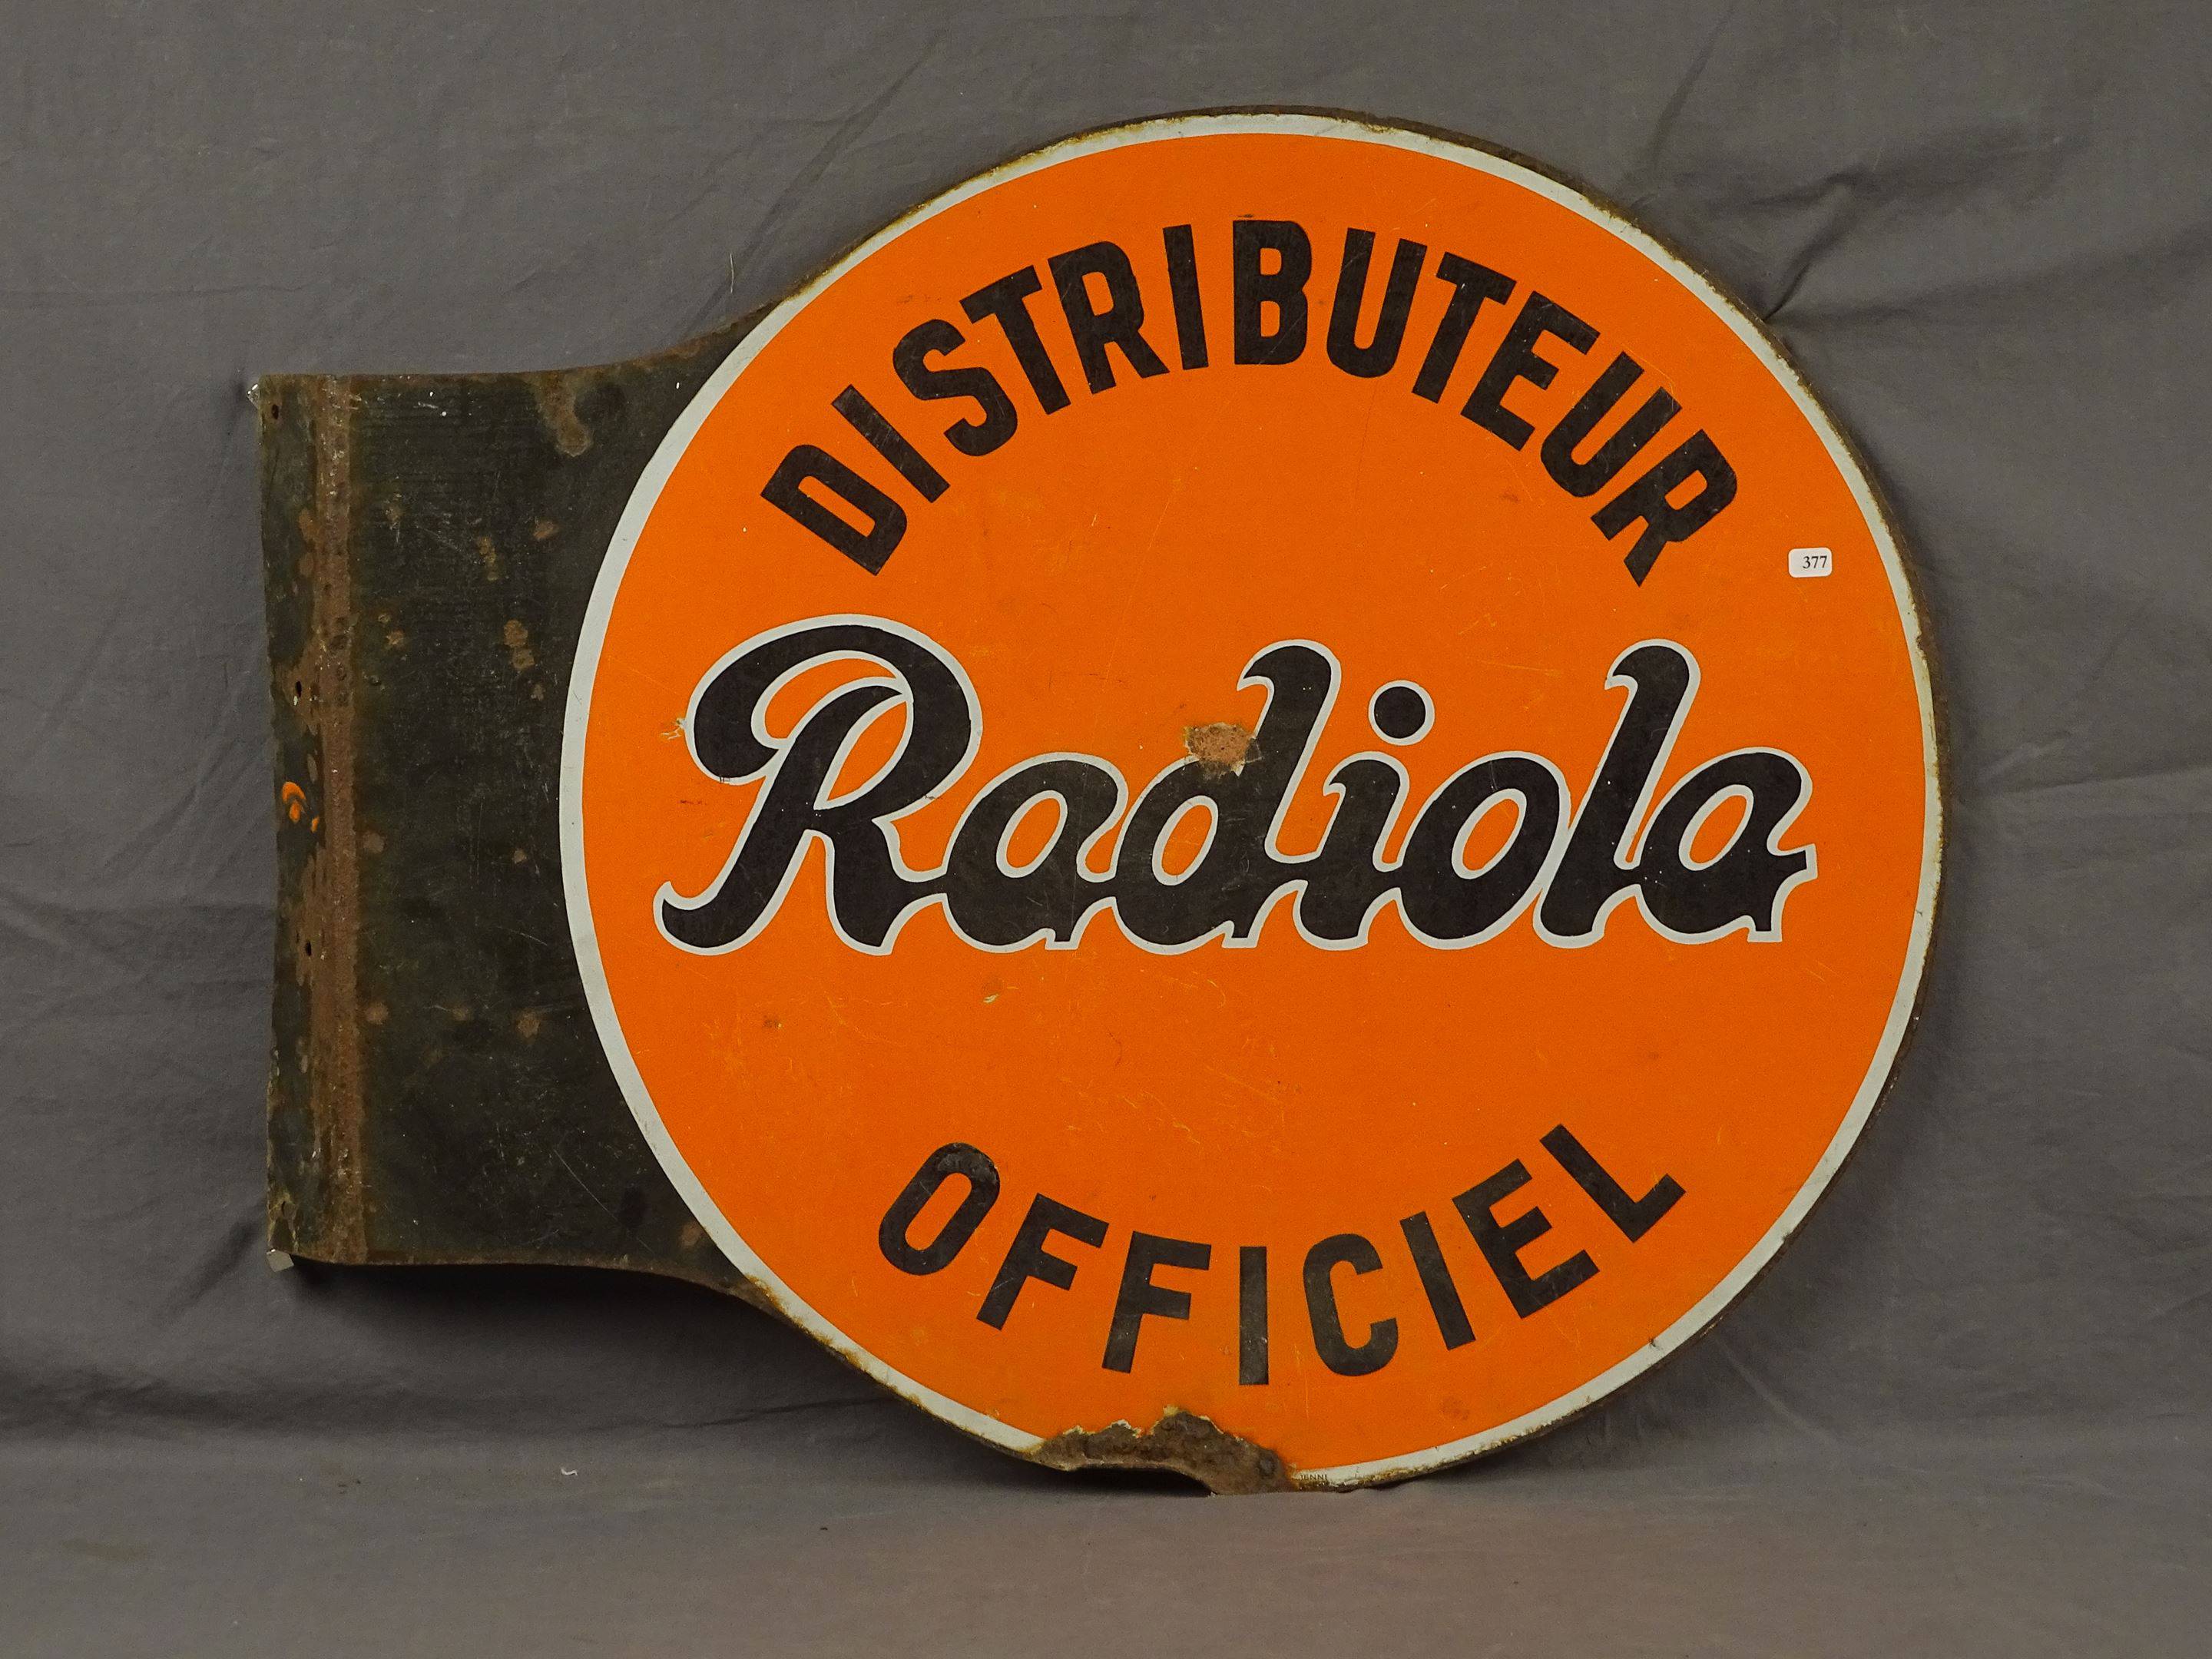 DISTRIBUTEUR
377
Radiola
OFFICIEL